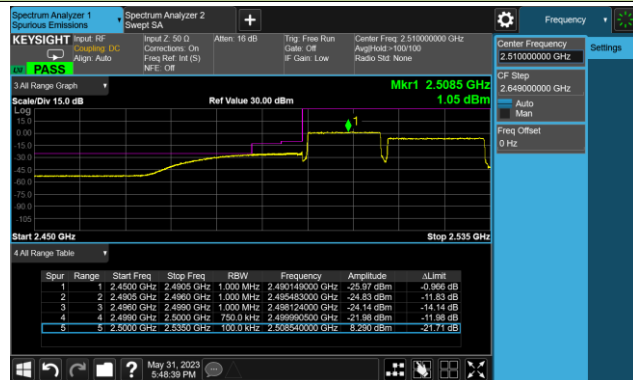 Spectrum Analyzer 1
Spurious Emissions
Spectrum Analyzer 2
Swept SA
Frequency
KEYSIGHT
Input: RF
Coupling: DC
Align: Auto
Input Z: 50 Ω
Corrections: On
Freq Ref: Int (S)
NFE: Off
Atten: 16 dB
Trig: Free Run
Gate: Off
IF Gain: Low
Center Freq: 2.510000000 GHz
Avg|Hold:>100/100
Radio Std: None
PASS
Center Frequency
2.510000000 GHz
Settings
CF Step
2.649000000 GHz
Auto
Man
Freq Offset
0 Hz
3 All Range Graph
Mkr1 2.5085 GHz
Scale/Div 15.0 dB
Ref Value 30.00 dBm
1.05 dBm
Log
15.0
0.00
-15.0
-30.0
-45.0
-60.0
-75.0
-90.0
-105
1
Start 2.450 GHz
Stop 2.535 GHz
4 All Range Table
Spur Range Start Freq Stop Freq RBW Frequency Amplitude ΔLimit
1 1 2.4500 GHz 2.4905 GHz 1.000 MHz 2.490149000 GHz -25.97 dBm -0.966 dB
2 2 2.4905 GHz 2.4960 GHz 1.000 MHz 2.495483000 GHz -24.83 dBm -11.83 dB
3 3 2.4960 GHz 2.4990 GHz 1.000 MHz 2.498124000 GHz -24.14 dBm -14.14 dB
4 4 2.4990 GHz 2.5000 GHz 750.0 kHz 2.499990500 GHz -21.98 dBm -11.98 dB
5 5 2.5000 GHz 2.5350 GHz 100.0 kHz 2.508540000 GHz 8.290 dBm -21.71 dB
May 31, 2023
5:48:39 PM